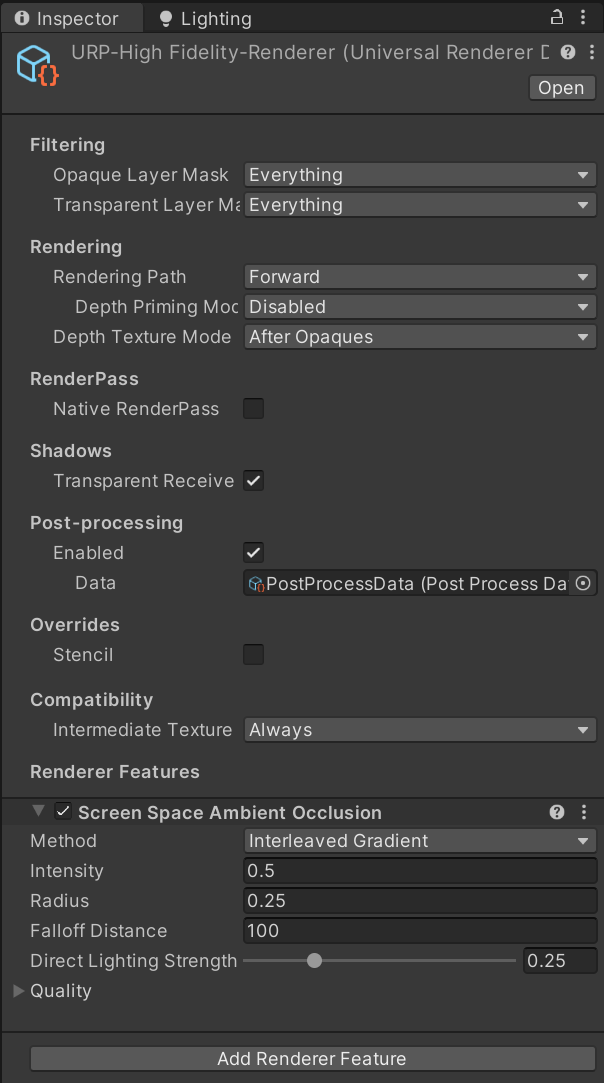 Inspector
Lighting
URP-High Fidelity-Renderer (Universal Renderer D
Open
Filtering
Opaque Layer Mask Everything
Transparent Layer Ma Everything
Rendering
Rendering Path Forward
Depth Priming Mod Disabled
Depth Texture Mode After Opaques
RenderPass
Native RenderPass
Shadows
Transparent Receive
Post-processing
Enabled
Data PostProcessData (Post Process Da
Overrides
Stencil
Compatibility
Intermediate Texture Always
Renderer Features
Screen Space Ambient Occlusion
Method Interleaved Gradient
Intensity 0.5
Radius 0.25
Falloff Distance 100
Direct Lighting Strength 0.25
Quality
Add Renderer Feature